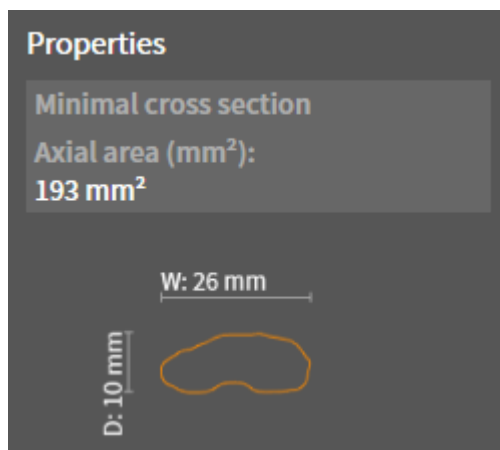 Properties
Minimal cross section
Axial area (mm²):
193 mm²
W: 26 mm
D: 10 mm